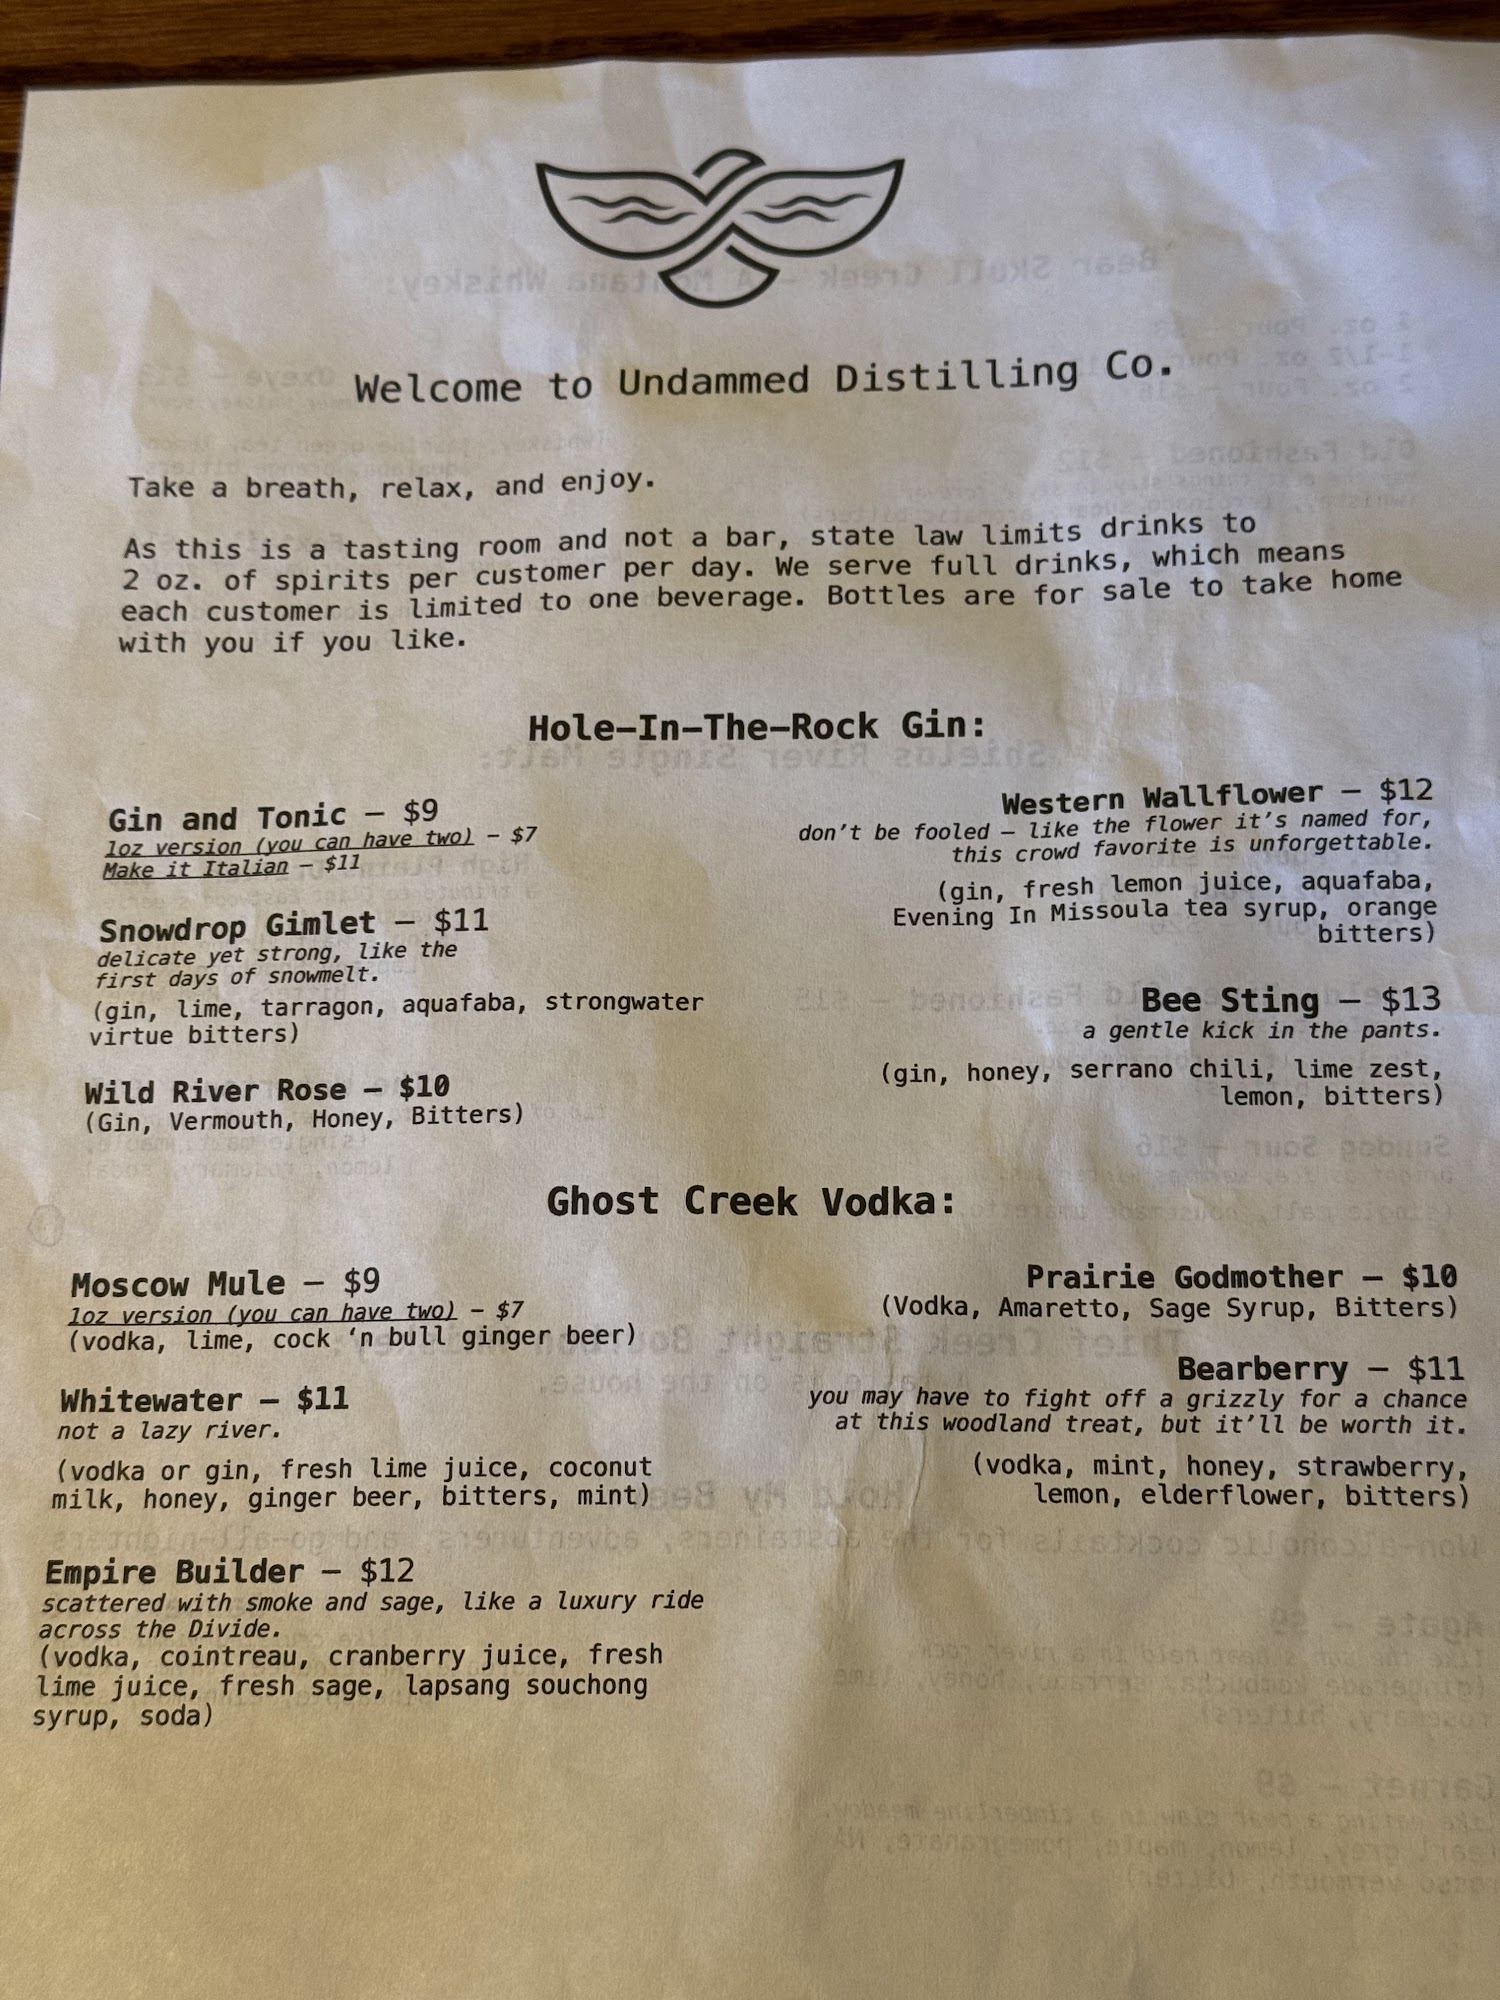 Welcome to Undammed Distilling Co.
Take a breath, relax, and enjoy.
As this is a tasting room and not a bar, state law limits drinks to
2 oz. of spirits per customer per day. We serve full drinks, which means
each customer is limited to one beverage. Bottles are for sale to take home
with you if you like.
Hole–In–The–Rock Gin:
Gin and Tonic – $9
1oz version (you can have two) – $7
Make it Italian – $11
Snowdrop Gimlet – $11
delicate yet strong, like the
first days of snowmelt.
(gin, lime, tarragon, aquafaba, strongwater
virtue bitters)
Wild River Rose – $10
(Gin, Vermouth, Honey, Bitters)
Western Wallflower – $12
don't be fooled – like the flower it's named for,
this crowd favorite is unforgettable.
(gin, fresh lemon juice, aquafaba,
Evening In Missoula tea syrup, orange
bitters)
Bee Sting – $13
a gentle kick in the pants.
(gin, honey, serrano chili, lime zest,
lemon, bitters)
Ghost Creek Vodka:
Moscow Mule – $9
1oz version (you can have two) – $7
(vodka, lime, cock ‘n bull ginger beer)
Whitewater – $11
not a lazy river.
(vodka or gin, fresh lime juice, coconut
milk, honey, ginger beer, bitters, mint)
Empire Builder – $12
scattered with smoke and sage, like a luxury ride
across the Divide.
(vodka, cointreau, cranberry juice, fresh
lime juice, fresh sage, lapsang souchong
syrup, soda)
Prairie Godmother – $10
(Vodka, Amaretto, Sage Syrup, Bitters)
Bearberry – $11
you may have to fight off a grizzly for a chance
at this woodland treat, but it'll be worth it.
(vodka, mint, honey, strawberry,
lemon, elderflower, bitters)